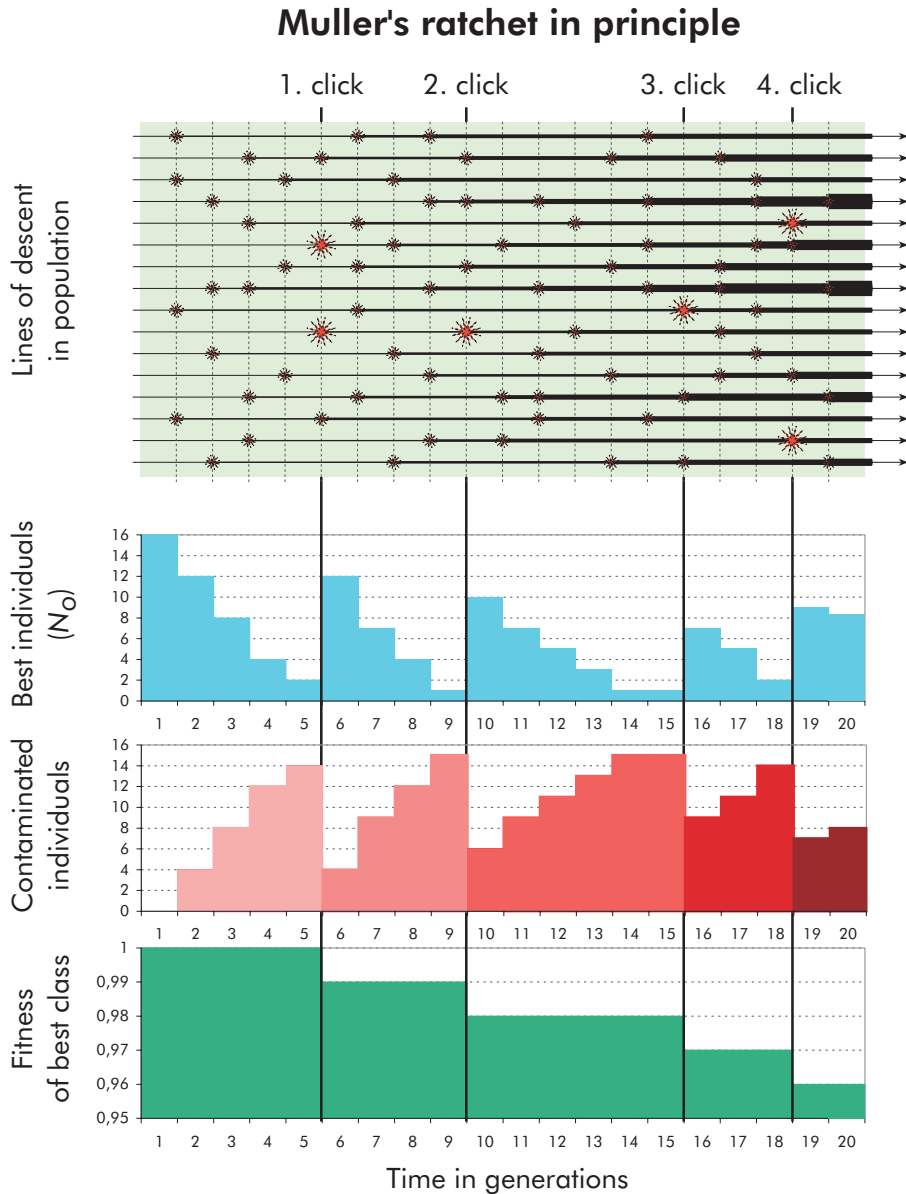 Muller's ratchet in principle
1. click 2. click 3. click 4. click
Lines of descent
in population
Best individuals
(No)
16
14
12
10
8
6
4
2
0
1 2 3 4 5 6 7 8 9 10 11 12 13 14 15 16 17 18 19 20
Contaminated
individuals
16
14
12
10
8
6
4
2
0
1 2 3 4 5 6 7 8 9 10 11 12 13 14 15 16 17 18 19 20
Fitness
of best class
1
0,99
0,98
0,97
0,96
0,95
1 2 3 4 5 6 7 8 9 10 11 12 13 14 15 16 17 18 19 20
Time in generations